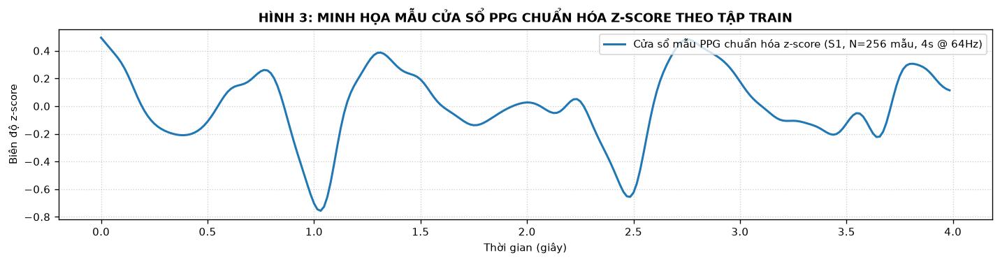 HÌNH 3: MINH HỌA MẪU CỬA SỔ PPG CHUẨN HÓA Z-SCORE THEO TẬP TRAIN
Cửa sổ mẫu PPG chuẩn hóa z-score (S1, N=256 mẫu, 4s @ 64Hz)
Biên độ z-score
0.4
0.2
0.0
−0.2
−0.4
−0.6
−0.8
0.0 0.5 1.0 1.5 2.0 2.5 3.0 3.5 4.0
Thời gian (giây)